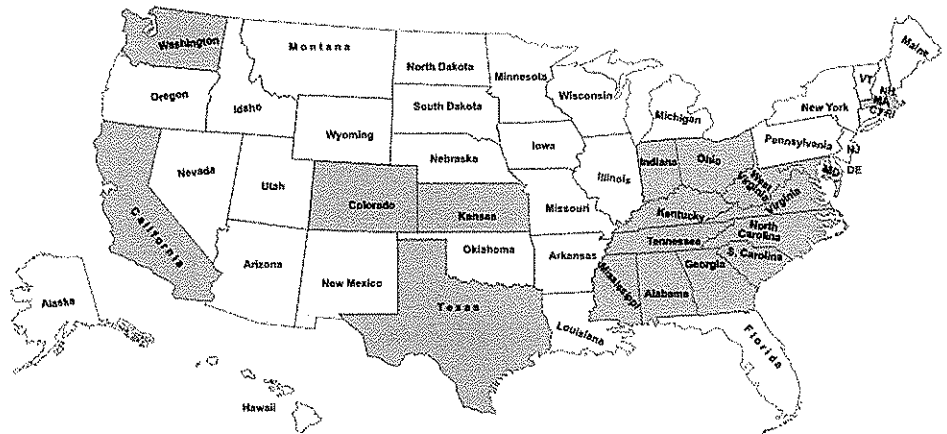 Washington
Montana
North Dakota
Minnesota
Maine
VT
NH
MA
CT RI
Oregon
Idaho
South Dakota
Wisconsin
Michigan
New York
Wyoming
Iowa
Pennsylvania
NJ
Nebraska
Nevada
Utah
Colorado
Kansas
Missouri
Illinois
Indiana
Ohio
West
Virginia
Virginia
MD
DE
Kentucky
California
Arizona
New Mexico
Oklahoma
Arkansas
Tennessee
North
Carolina
S. Carolina
Mississippi
Alabama
Georgia
Texas
Louisiana
Florida
Alaska
Hawaii